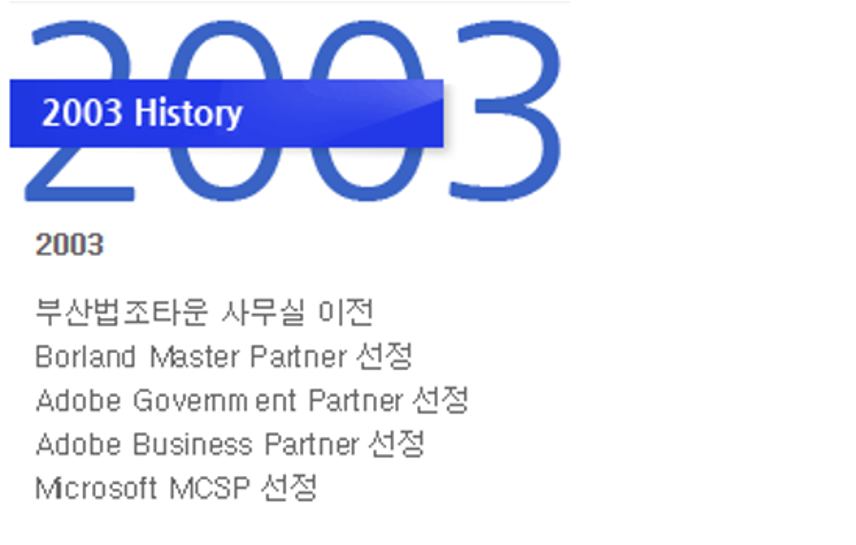 2003
2003 History
2003
부산법조타운 사무실 이전
Borland Master Partner 선정
Adobe Government Partner 선정
Adobe Business Partner 선정
Microsoft MCSP 선정